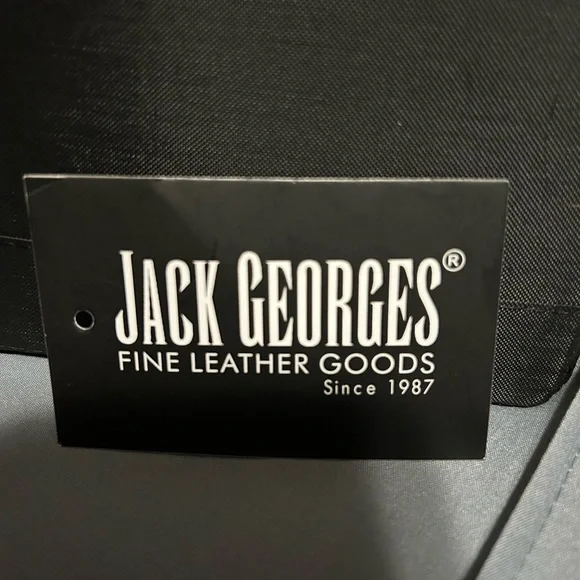 JACK GEORGES®
FINE LEATHER GOODS
Since 1987